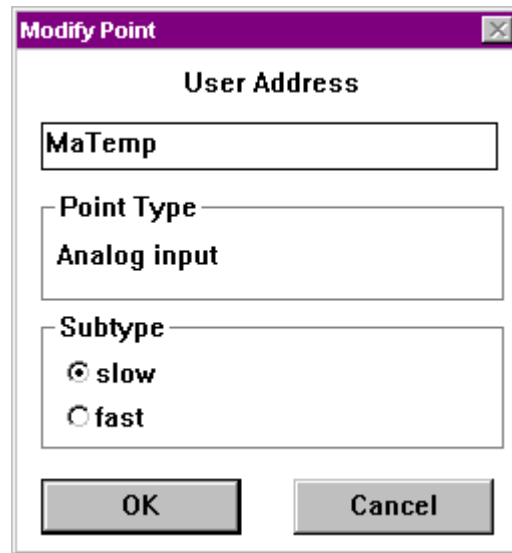 Modify Point
User Address
MaTemp
Point Type
Analog input
Subtype
slow
fast
OK Cancel